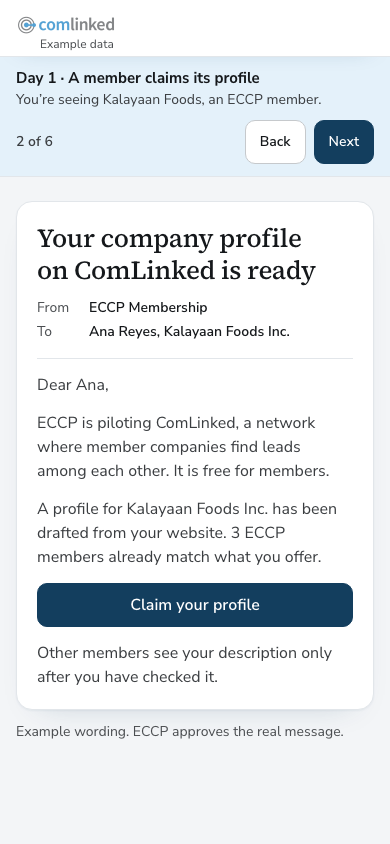 comlinked
Example data
Day 1 · A member claims its profile
You’re seeing Kalayaan Foods, an ECCP member.
2 of 6
Back
Next
Your company profile
on ComLinked is ready
From ECCP Membership
To Ana Reyes, Kalayaan Foods Inc.
Dear Ana,
ECCP is piloting ComLinked, a network
where member companies find leads
among each other. It is free for members.
A profile for Kalayaan Foods Inc. has been
drafted from your website. 3 ECCP
members already match what you offer.
Claim your profile
Other members see your description only
after you have checked it.
Example wording. ECCP approves the real message.